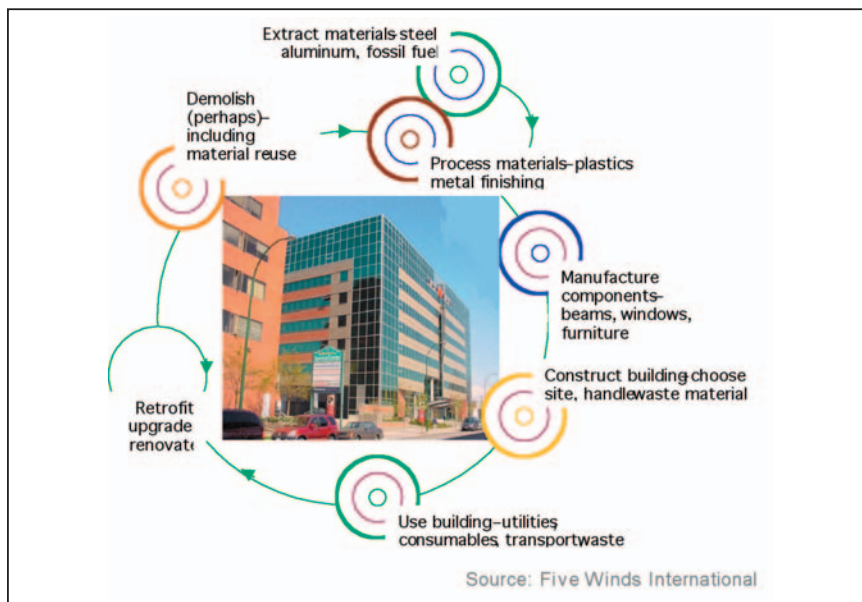 Extract materials-steel
aluminum, fossil fuel
Demolish
(perhaps)–
including
material reuse
Process materials–plastics
metal finishing
Manufacture
components–
beams, windows,
furniture
Construct building-choose
site, handlewaste material
Retrofit
upgrade
renovate
Use building–utilities,
consumables, transportwaste
Source: Five Winds International